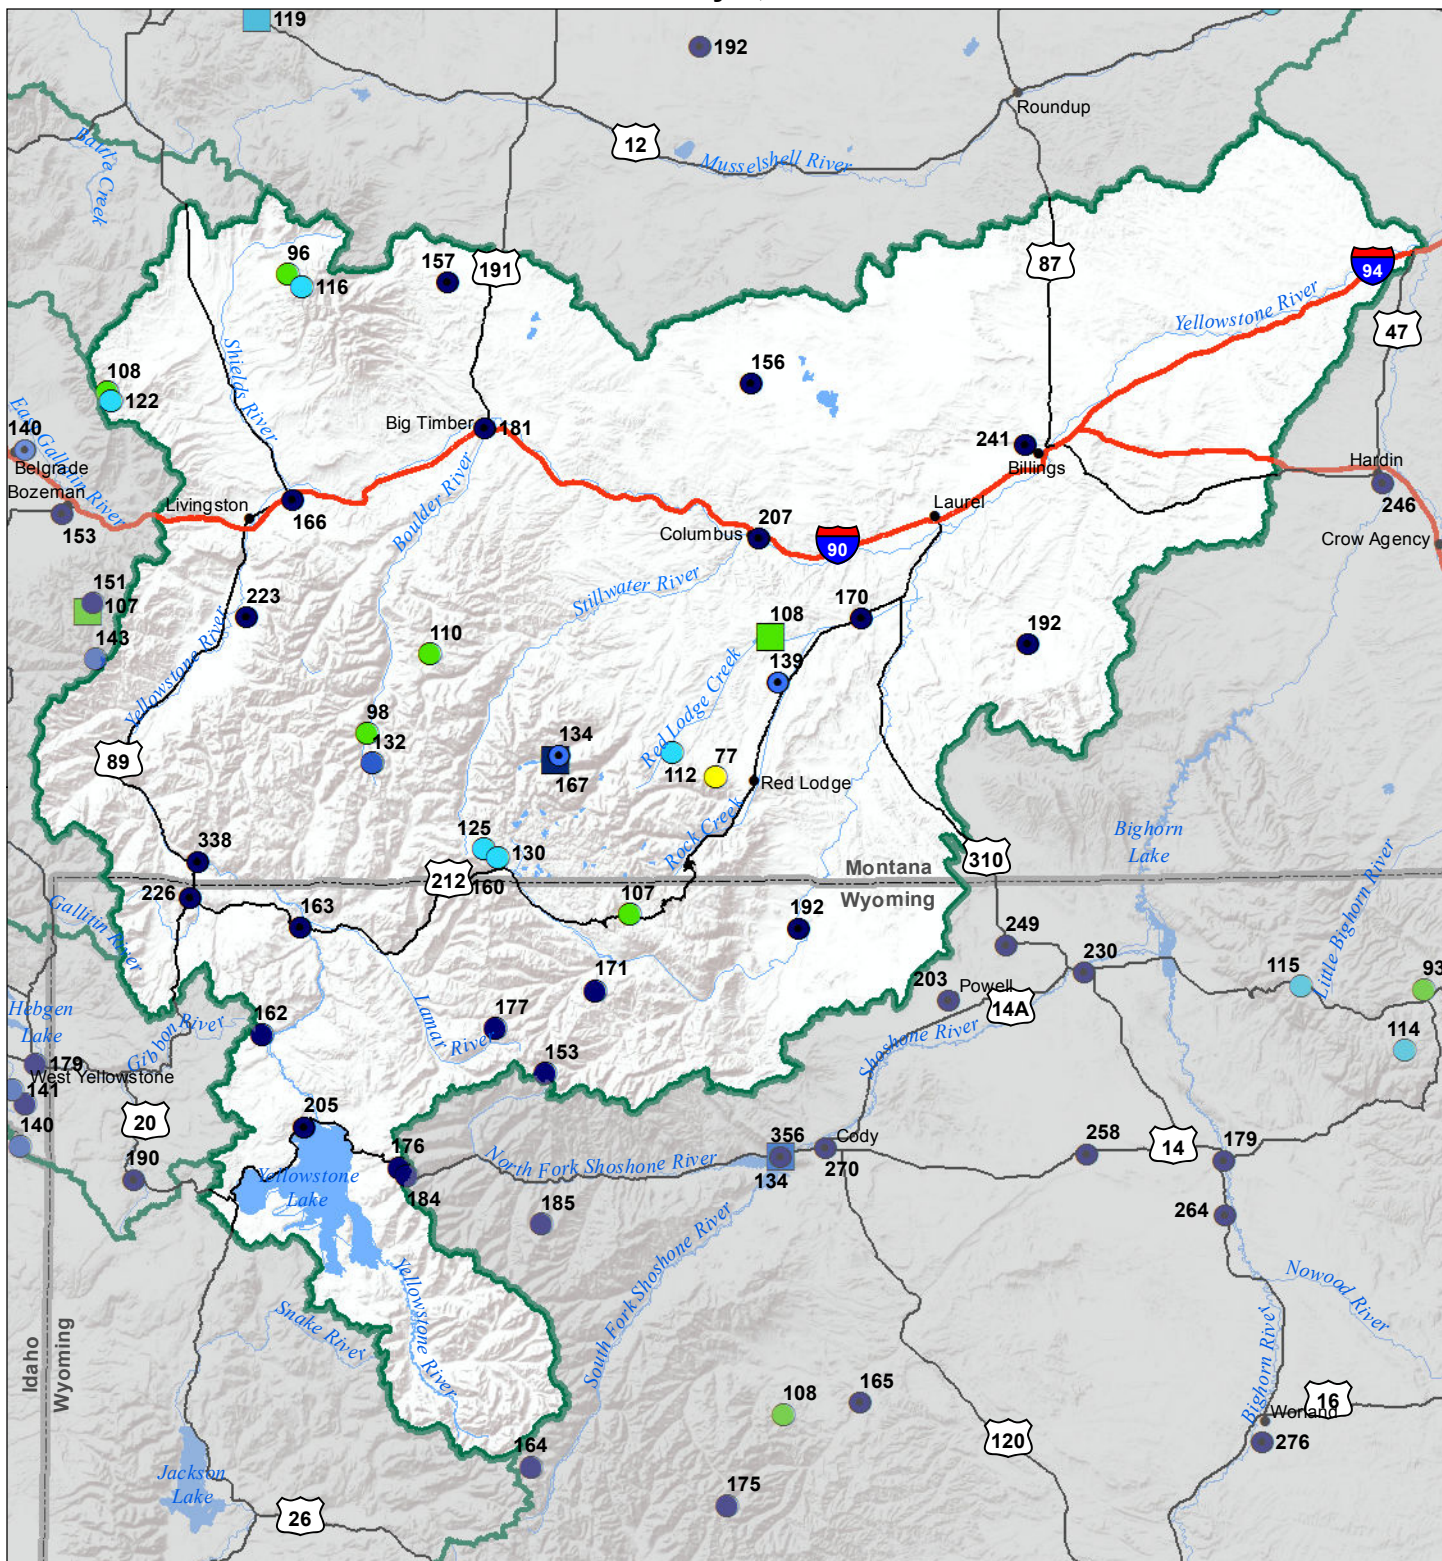 119
192
Roundup
12
Musselshell River
Battle Creek
96
116
157
191
87
94
Yellowstone River
47
Shields River
108
122
156
East Gallitin River
140
Belgrade
Bozeman
153
Big Timber
181
Boulder River
241
Billings
Hardin
246
Crow Agency
Livingston
166
Laurel
207
Columbus
90
Stillwater River
151
107
143
223
Yellowstone River
110
108
170
139
192
Red Lodge Creek
98
132
89
134
167
112
77
Red Lodge
Rock Creek
338
125
130
212
160
226
Gallitin River
163
107
Montana
Wyoming
310
Bighorn
Lake
Little Bighorn River
192
249
230
115
93
171
203
Powell
14A
Shoshone River
114
Hebgen
Lake
Gibbon River
162
Lamar River
177
153
179
West Yellowstone
141
140
20
190
205
176
184
Yellowstone
Lake
North Fork Shoshone River
356
134
Cody
270
258
14
179
264
185
South Fork Shoshone River
Yellowstone River
Snake River
Nowood River
Bighorn River
Idaho
Wyoming
108
165
16
Worland
276
120
164
175
Jackson
Lake
26